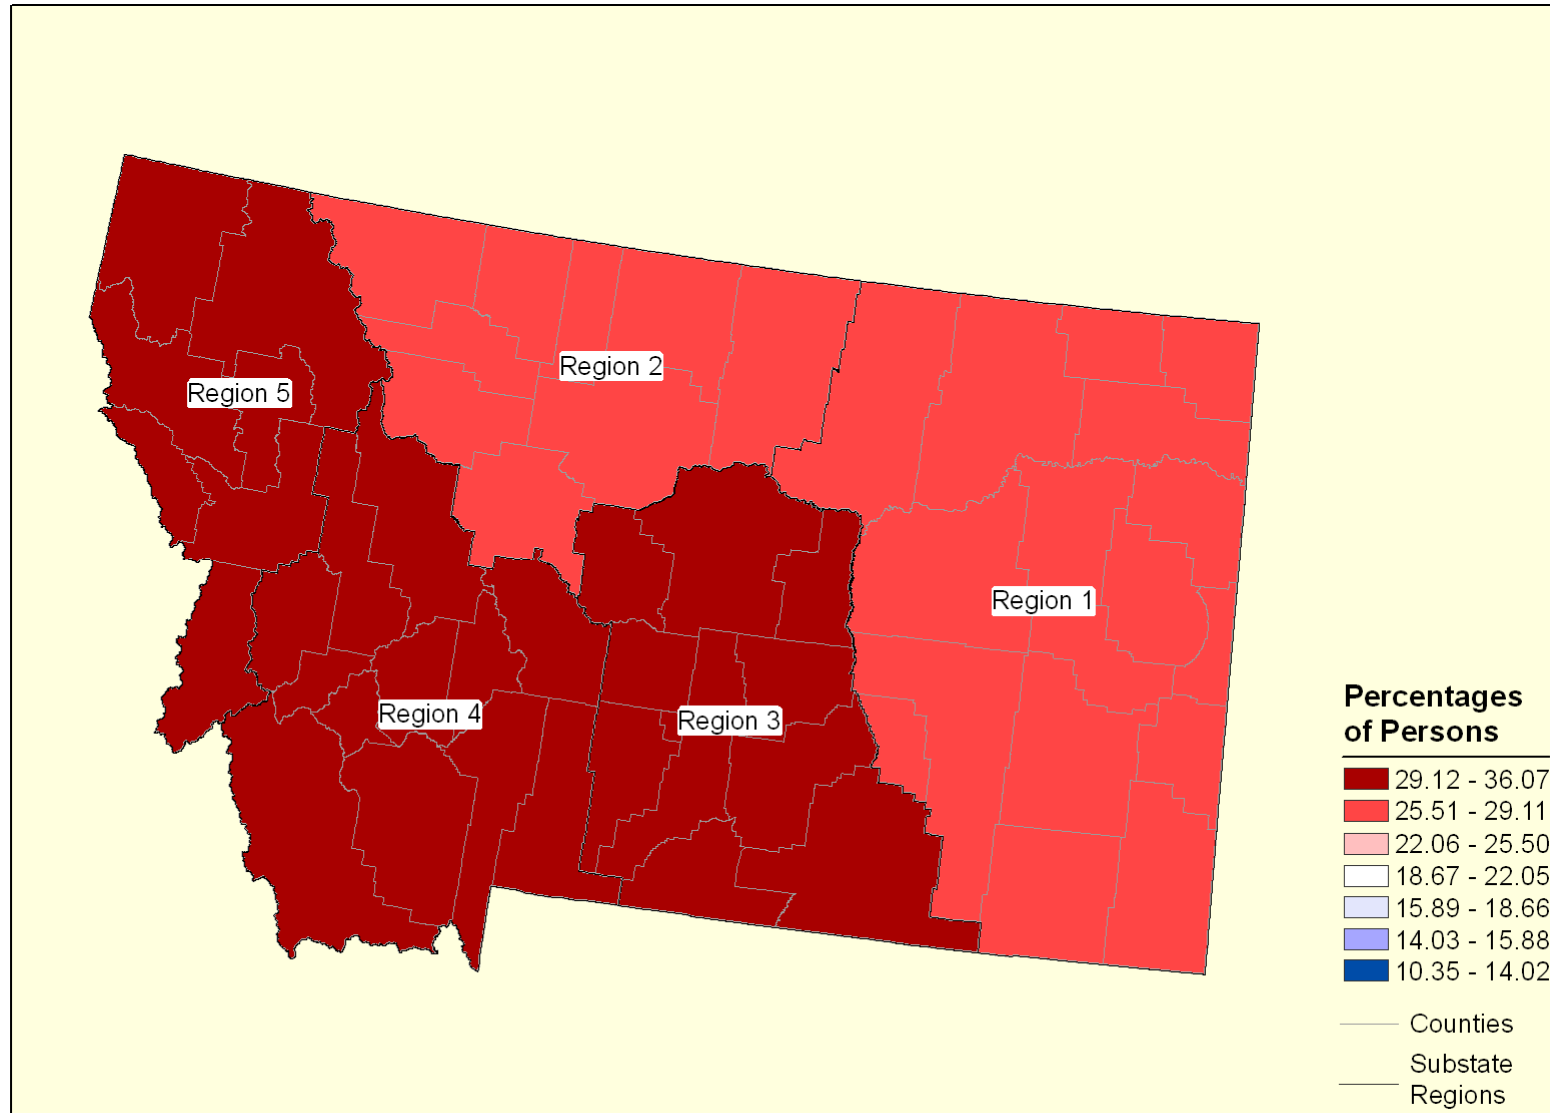 Region 2
Region 5
Region 1
Region 4
Region 3
Percentages
of Persons
29.12 - 36.07
25.51 - 29.11
22.06 - 25.50
18.67 - 22.05
15.89 - 18.66
14.03 - 15.88
10.35 - 14.02
Counties
Substate
Regions